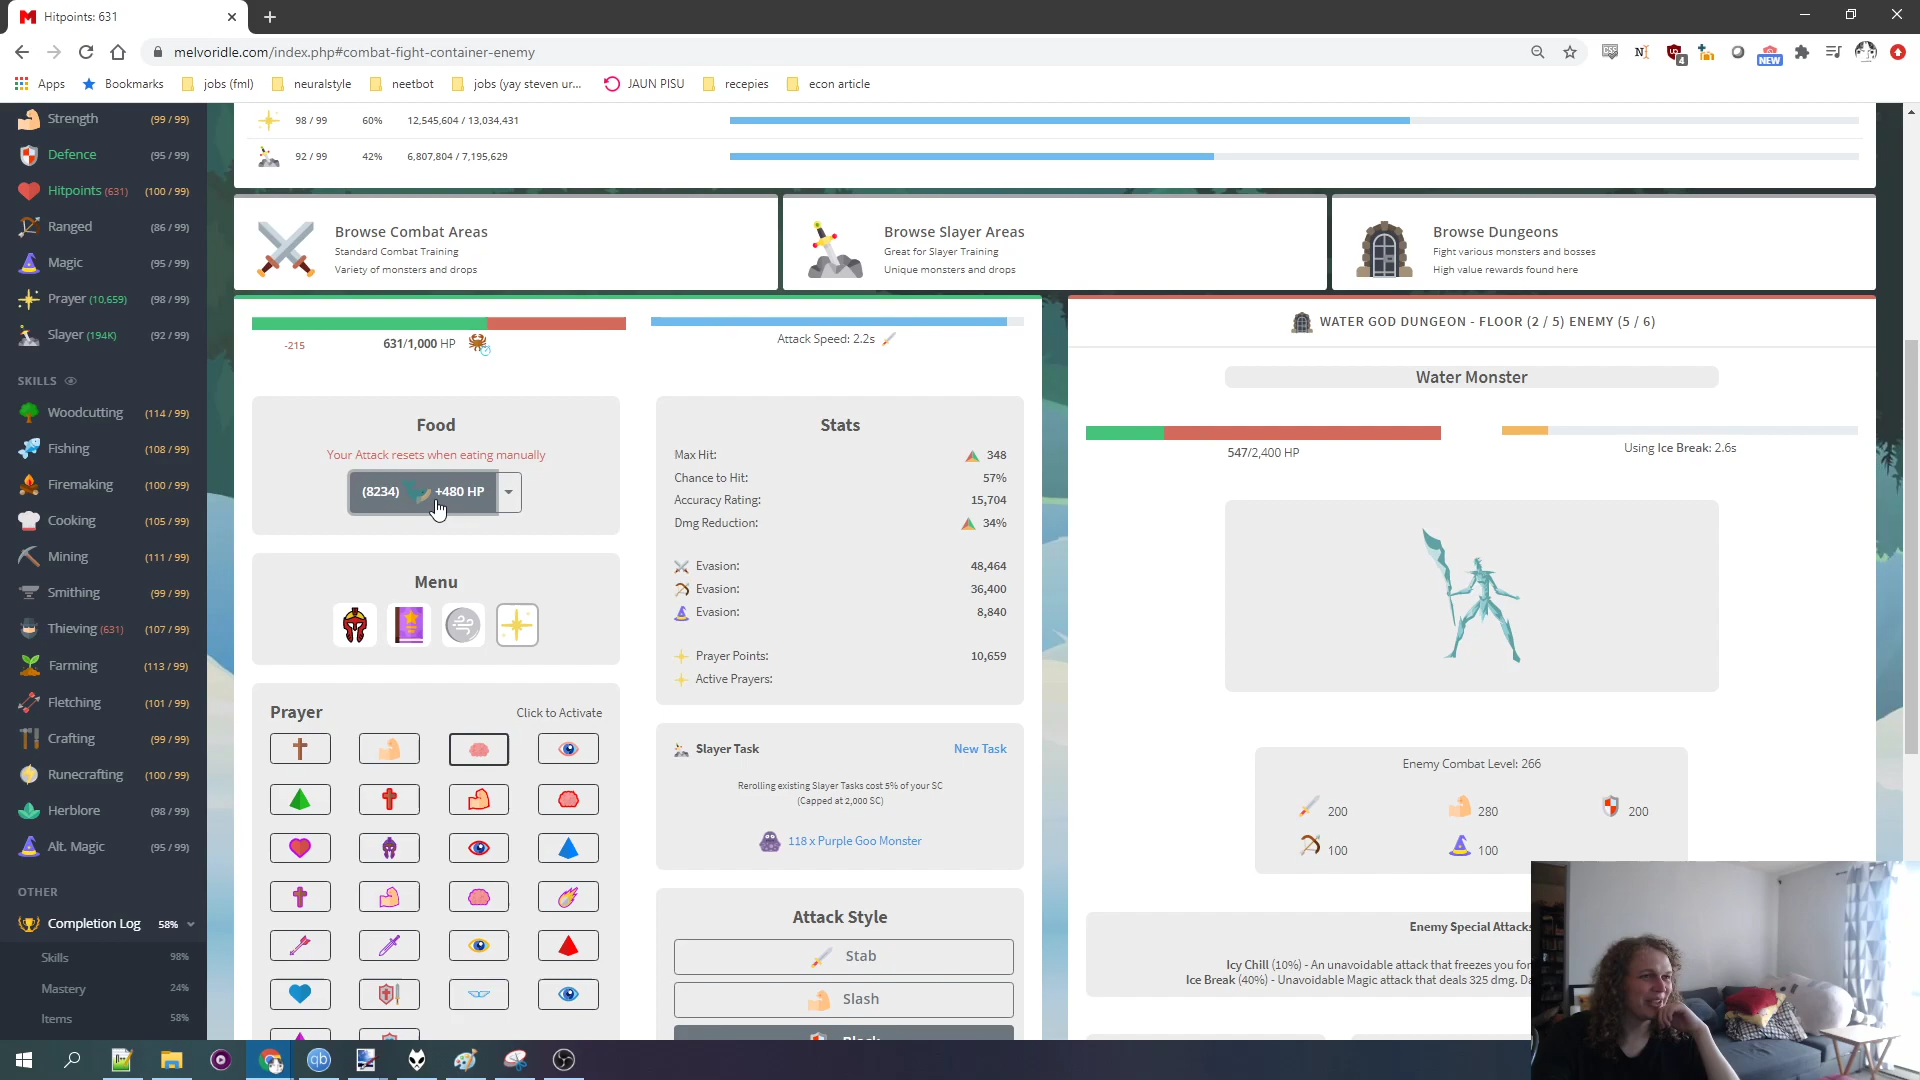 Hitpoints: 631
melvoridle.com/index.php#combat-fight-container-enemy
4
NEW
Apps
Bookmarks
jobs (fml)
neuralstyle
neetbot
jobs (yay steven ur...
JAUN PISU
recepies
econ article
Strength (99 / 99)
Defence (95 / 99)
Hitpoints (631) (100 / 99)
Ranged (86 / 99)
Magic (95 / 99)
Prayer (10,659) (98 / 99)
Slayer (194K) (92 / 99)
SKILLS
Woodcutting (114 / 99)
Fishing (108 / 99)
Firemaking (100 / 99)
Cooking (105 / 99)
Mining (111 / 99)
Smithing (99 / 99)
Thieving (631) (107 / 99)
Farming (113 / 99)
Fletching (101 / 99)
Crafting (99 / 99)
Runecrafting (100 / 99)
Herblore (98 / 99)
Alt. Magic (95 / 99)
OTHER
Completion Log 58%
Skills 98%
Mastery 24%
Items 58%
98 / 99 60% 12,545,604 / 13,034,431
92 / 99 42% 6,807,804 / 7,195,629
Browse Combat Areas
Standard Combat Training
Variety of monsters and drops
Browse Slayer Areas
Great for Slayer Training
Unique monsters and drops
Browse Dungeons
Fight various monsters and bosses
High value rewards found here
-215
631/1,000 HP
Attack Speed: 2.2s
Food
Your Attack resets when eating manually
(8234) +480 HP
Menu
Prayer
Click to Activate
Stats
Max Hit: 348
Chance to Hit: 57%
Accuracy Rating: 15,704
Dmg Reduction: 34%
Evasion: 48,464
Evasion: 36,400
Evasion: 8,840
Prayer Points: 10,659
Active Prayers:
Slayer Task
New Task
Rerolling existing Slayer Tasks cost 5% of your SC
(Capped at 2,000 SC)
118 x Purple Goo Monster
Attack Style
Stab
Slash
Block
WATER GOD DUNGEON - FLOOR (2 / 5) ENEMY (5 / 6)
Water Monster
547/2,400 HP
Using Ice Break: 2.6s
Enemy Combat Level: 266
200
280
200
100
100
Enemy Special Attacks
Icy Chill (10%) - An unavoidable attack that freezes you for
Ice Break (40%) - Unavoidable Magic attack that deals 325 dmg.